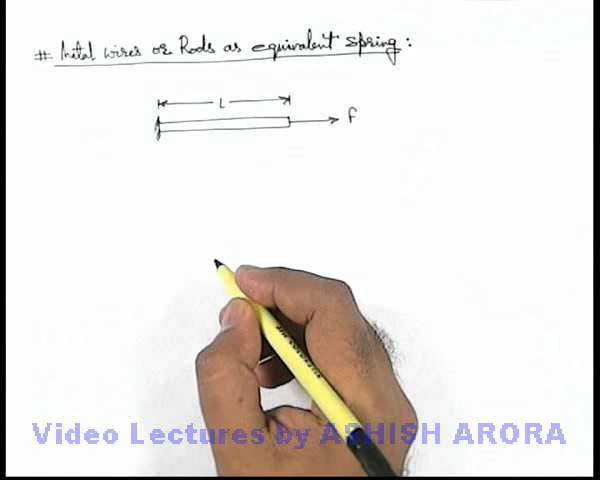 # Metal wires or Rods as equivalent spring :
L
F
Video Lectures by ASHISH ARORA